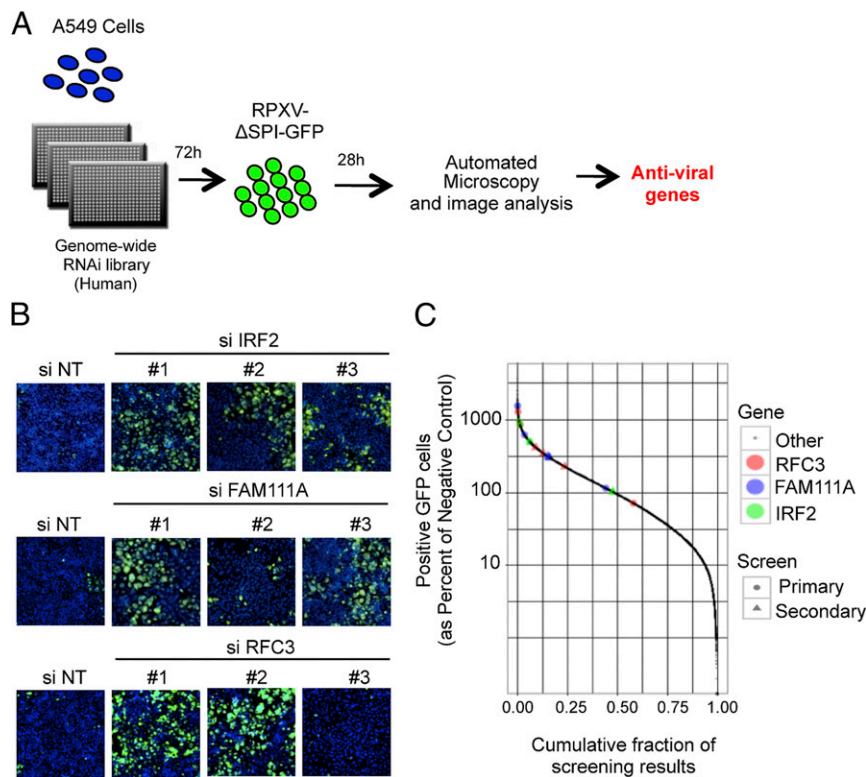 A
A549 Cells
RPXV-
ΔSPI-GFP
72h
28h
Automated
Microscopy
and image analysis
Anti-viral
genes
Genome-wide
RNAi library
(Human)
B
si IRF2
si NT
#1
#2
#3
si FAM111A
si NT
#1
#2
#3
si RFC3
si NT
#1
#2
#3
C
Positive GFP cells
(as Percent of Negative Control)
1000
100
10
0.00
0.25
0.50
0.75
1.00
Cumulative fraction of
screening results
Gene
Other
RFC3
FAM111A
IRF2
Screen
Primary
Secondary